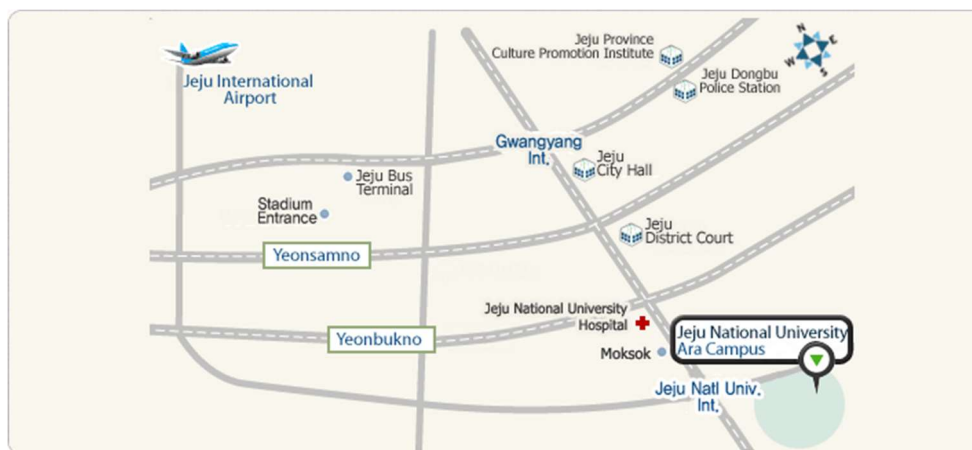 N
E
W
S
Jeju International
Airport
Jeju Province
Culture Promotion Institute
Jeju Dongbu
Police Station
Gwangyang
Int.
Jeju
City Hall
Jeju Bus
Terminal
Stadium
Entrance
Jeju
District Court
Yeonsamno
Jeju National University
Hospital
Yeonbukno
Jeju National University
Ara Campus
Moksok
Jeju Natl Univ.
Int.